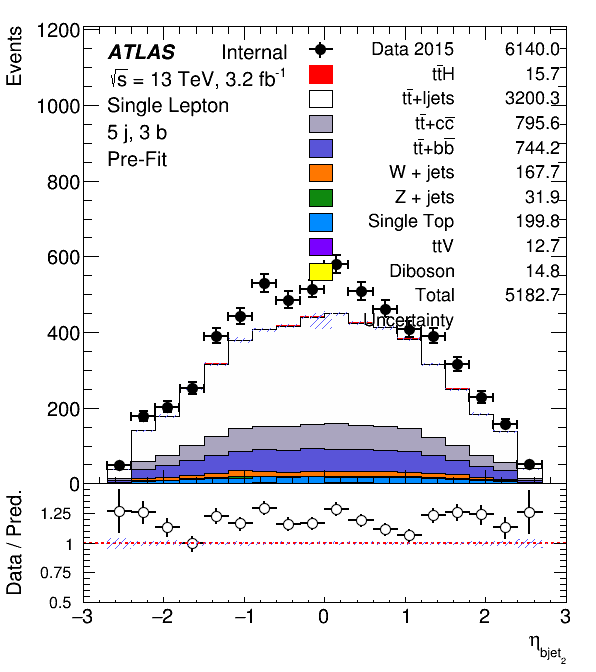 Events
1200
1000
800
600
400
200
0
ATLAS Internal
√s = 13 TeV, 3.2 fb⁻¹
Single Lepton
5 j, 3 b
Pre-Fit
Data 2015 6140.0
tt̄H 15.7
tt̄+ljets 3200.3
tt̄+cc̄ 795.6
tt̄+bb̄ 744.2
W + jets 167.7
Z + jets 31.9
Single Top 199.8
ttV 12.7
Diboson 14.8
Total 5182.7
Uncertainty
Data / Pred.
1.25
1
0.75
0.5
−3 −2 −1 0 1 2 3
η_bjet_2